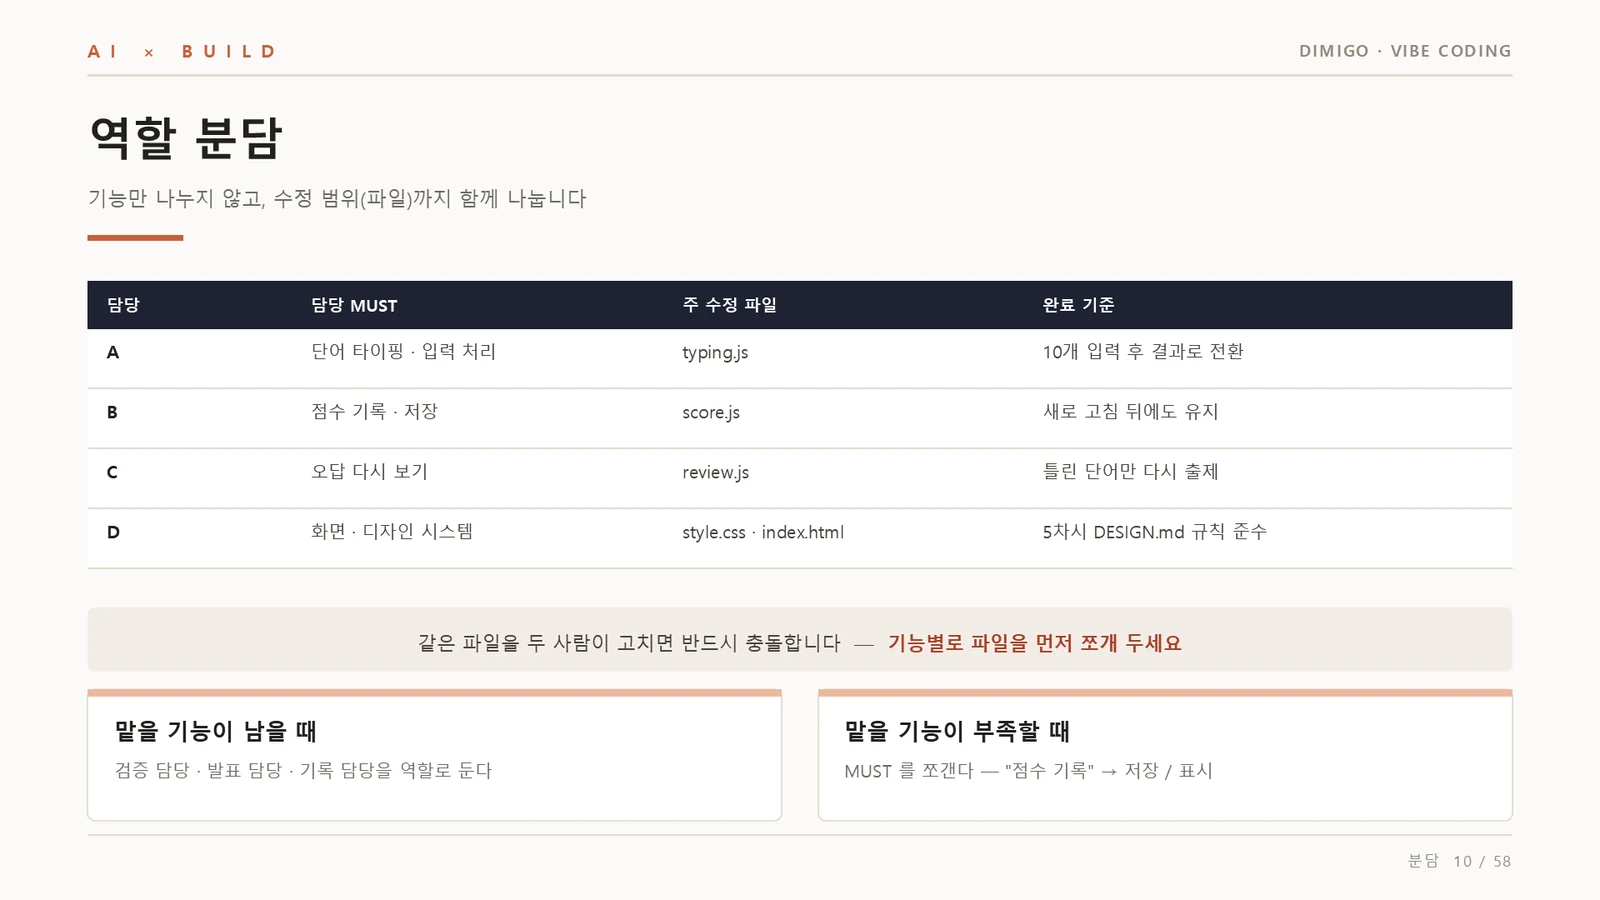 AI × BUILD
DIMIGO · VIBE CODING
역할 분담
기능만 나누지 않고, 수정 범위(파일)까지 함께 나눕니다
담당 담당 MUST 주 수정 파일 완료 기준
A 단어 타이핑 · 입력 처리 typing.js 10개 입력 후 결과로 전환
B 점수 기록 · 저장 score.js 새로 고침 뒤에도 유지
C 오답 다시 보기 review.js 틀린 단어만 다시 출제
D 화면 · 디자인 시스템 style.css · index.html 5차시 DESIGN.md 규칙 준수
같은 파일을 두 사람이 고치면 반드시 충돌합니다 — 기능별로 파일을 먼저 쪼개 두세요
맡을 기능이 남을 때
검증 담당 · 발표 담당 · 기록 담당을 역할로 둔다
맡을 기능이 부족할 때
MUST 를 쪼갠다 — "점수 기록" → 저장 / 표시
분담 10 / 58